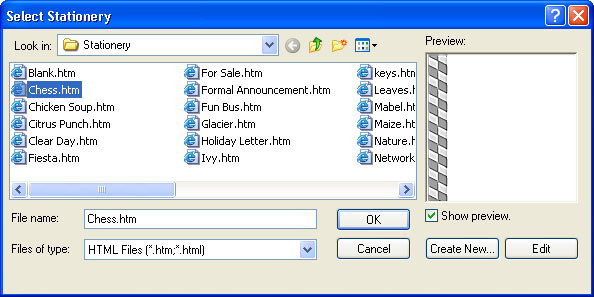 Select Stationery
Look in: Stationery
Preview:
Blank.htm For Sale.htm keys.htm
Chess.htm Formal Announcement.htm Leaves.
Chicken Soup.htm Fun Bus.htm Mabel.htm
Citrus Punch.htm Glacier.htm Maize.htm
Clear Day.htm Holiday Letter.htm Nature.
Fiesta.htm Ivy.htm Network
File name: Chess.htm OK Show preview.
Files of type: HTML Files (*.htm;*.html) Cancel Create New... Edit